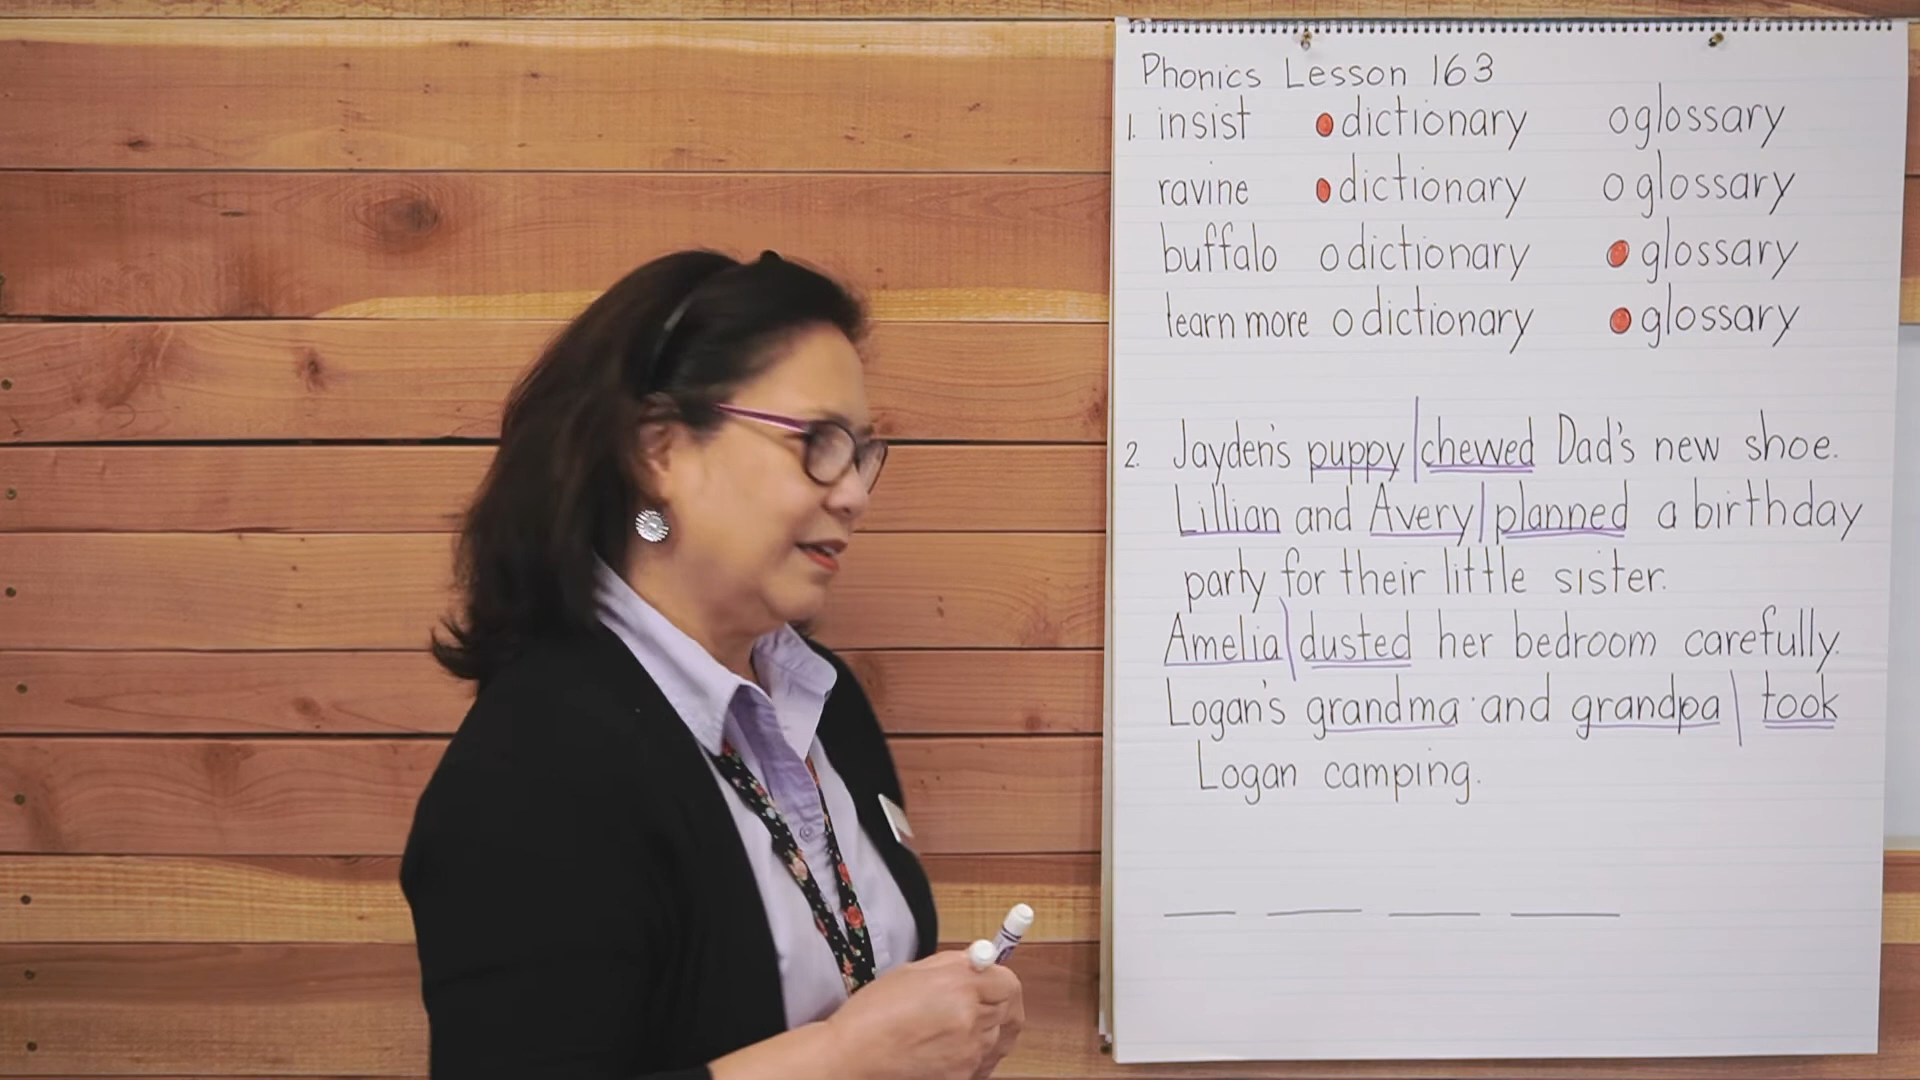 Phonics Lesson 163
1. insist dictionary glossary
ravine dictionary glossary
buffalo dictionary glossary
learn more dictionary glossary
2. Jayden's puppy chewed Dad's new shoe.
Lillian and Avery planned a birthday
party for their little sister.
Amelia dusted her bedroom carefully.
Logan's grandma and grandpa took
Logan camping.